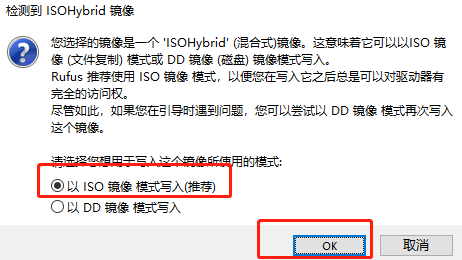 检测到 ISOHybrid 镜像
您选择的镜像是一个 'ISOHybrid' (混合式)镜像。这意味着它可以以ISO 镜
像 (文件复制) 模式或 DD 镜像 (磁盘) 镜像模式写入。
Rufus 推荐使用 ISO 镜像 模式，以便您在写入它之后总是可以对驱动器有
完全的访问权。
尽管如此，如果您在引导时遇到问题，您可以尝试以 DD 镜像 模式再次写入
这个镜像。
请选择您想用于写入这个镜像所使用的模式:
以 ISO 镜像 模式写入(推荐)
以 DD 镜像 模式写入
OK
取消